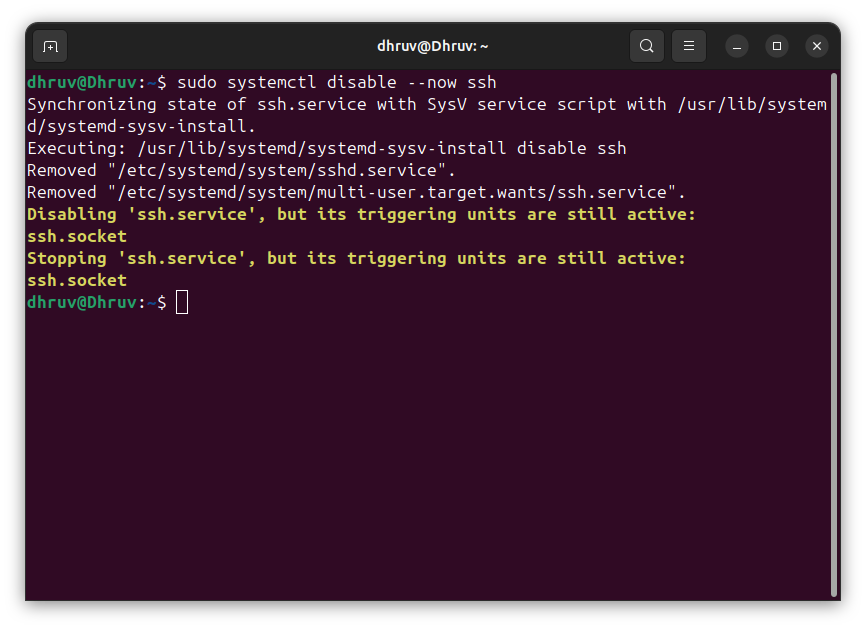 dhruv@Dhruv: ~
dhruv@Dhruv:~$ sudo systemctl disable --now ssh
Synchronizing state of ssh.service with SysV service script with /usr/lib/system
d/systemd-sysv-install.
Executing: /usr/lib/systemd/systemd-sysv-install disable ssh
Removed "/etc/systemd/system/sshd.service".
Removed "/etc/systemd/system/multi-user.target.wants/ssh.service".
Disabling 'ssh.service', but its triggering units are still active:
ssh.socket
Stopping 'ssh.service', but its triggering units are still active:
ssh.socket
dhruv@Dhruv:~$